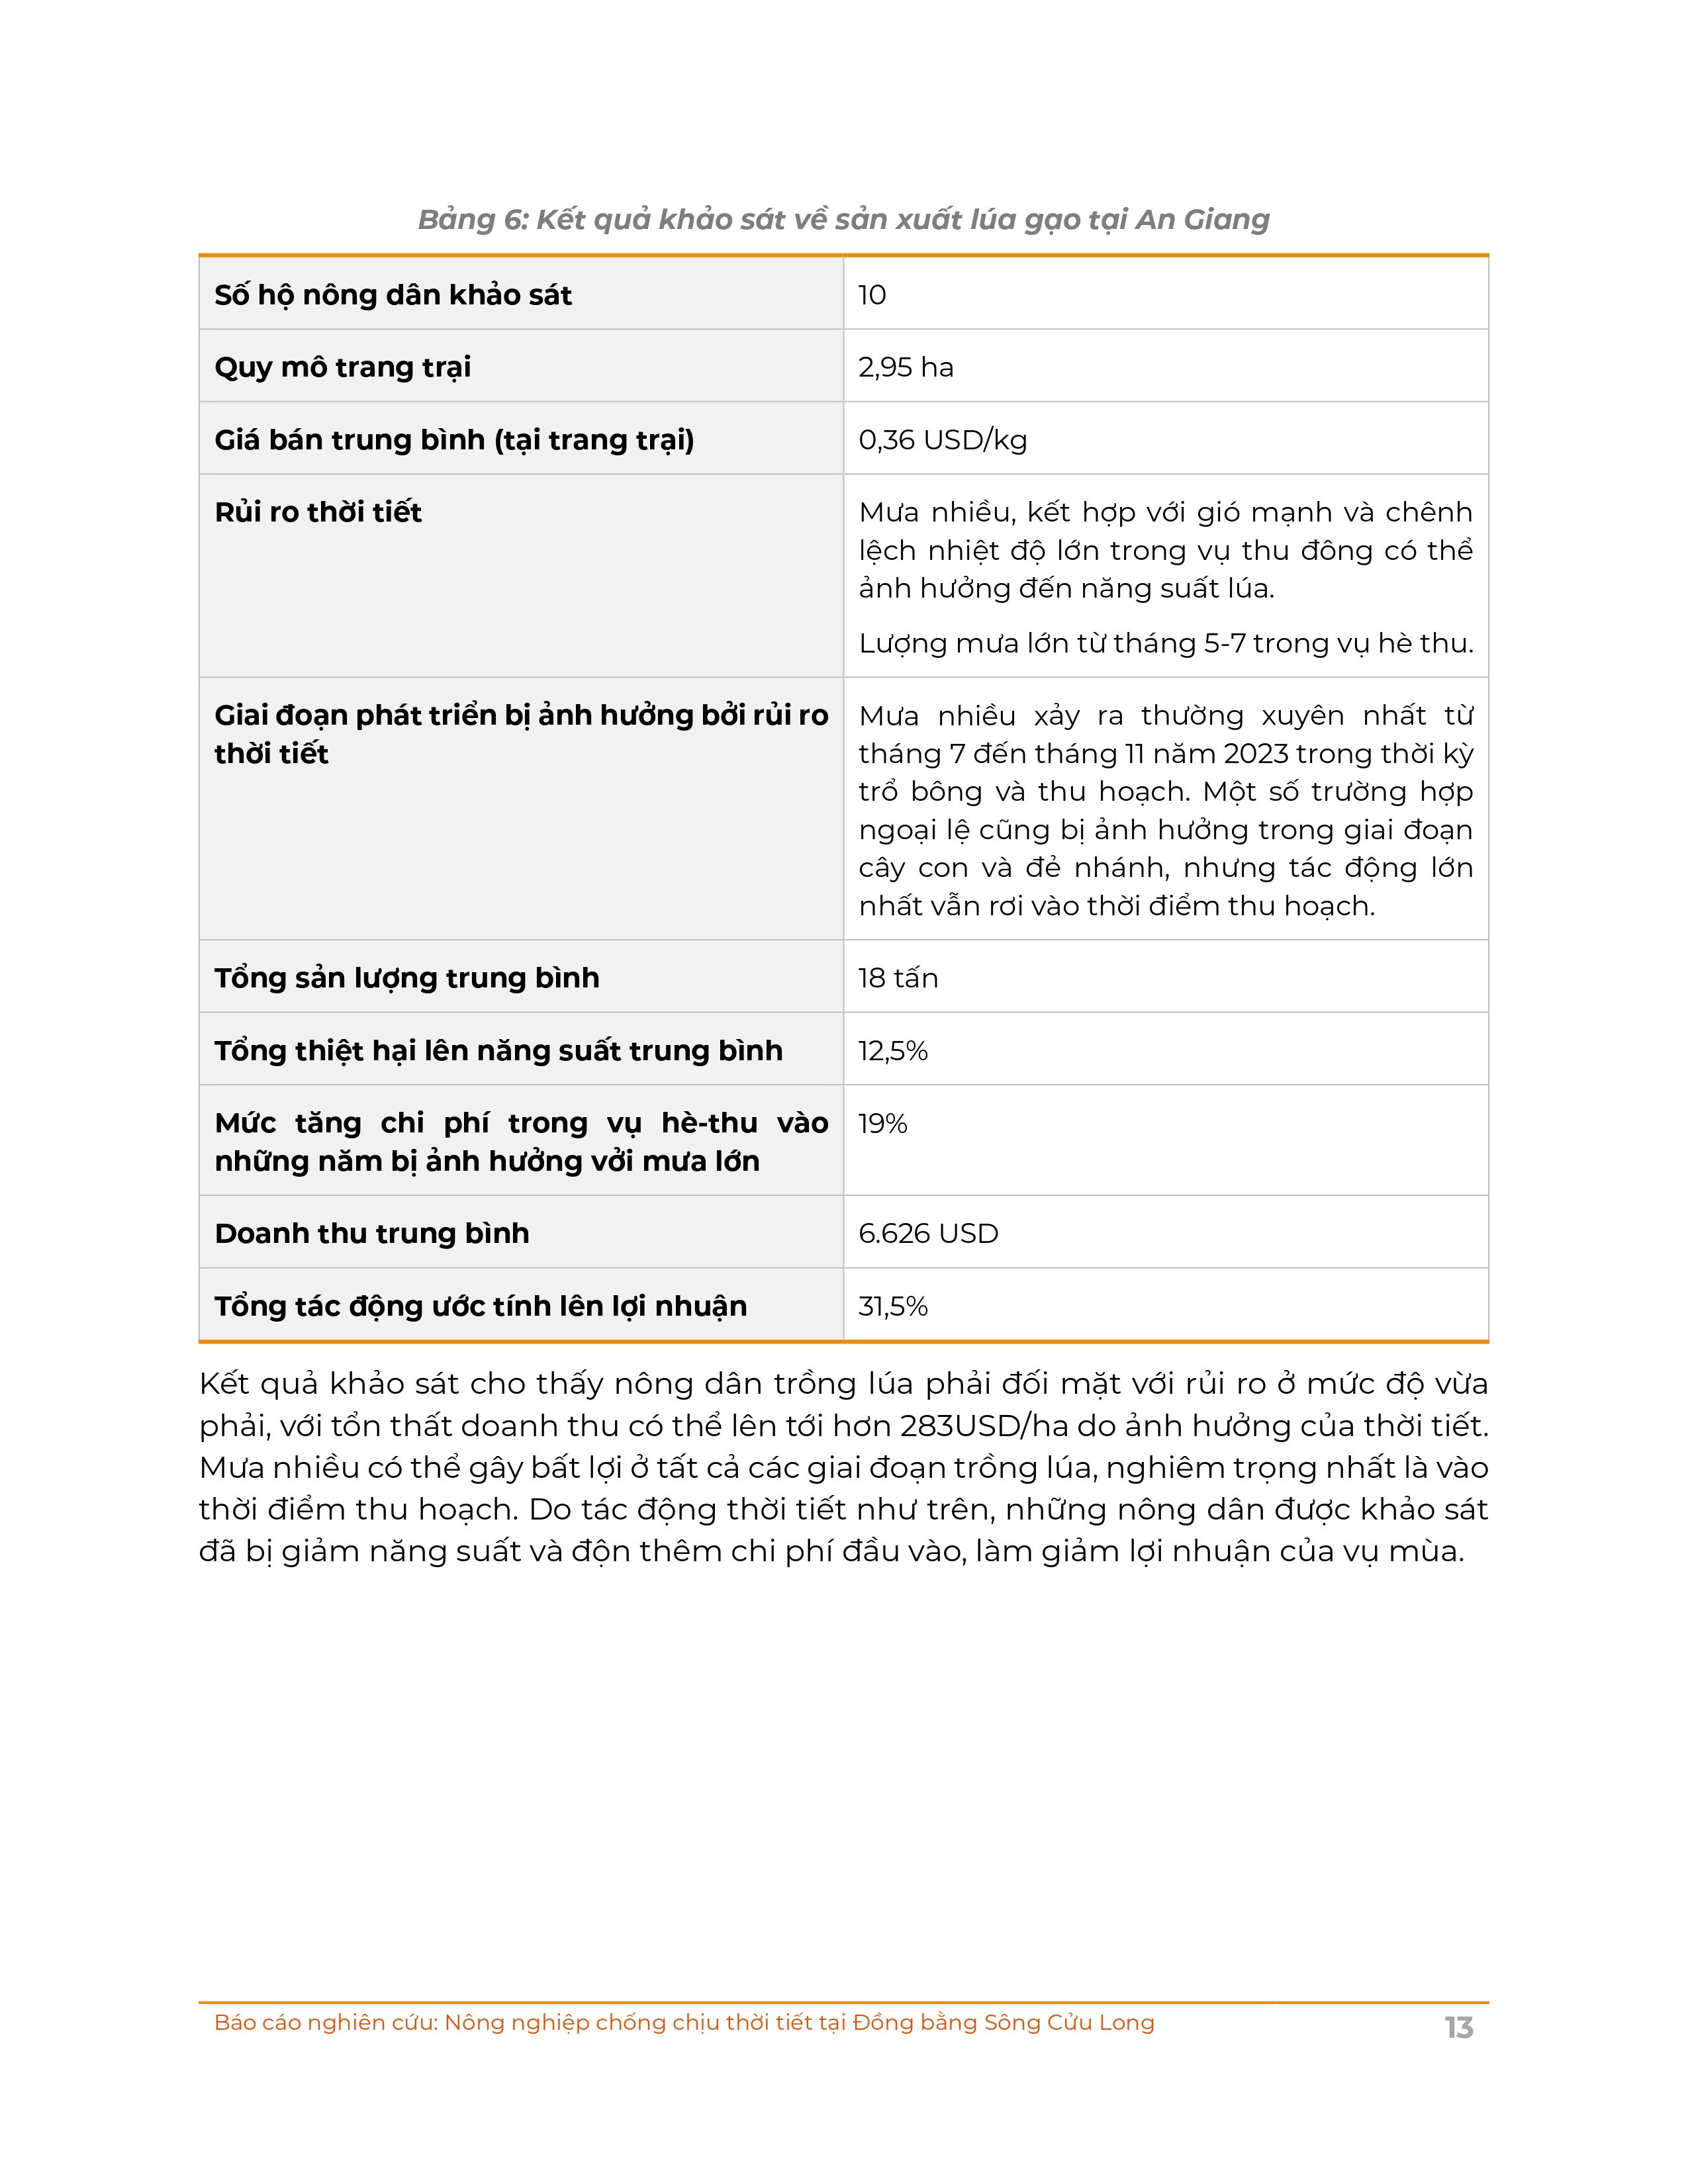 Bảng 6: Kết quả khảo sát về sản xuất lúa gạo tại An Giang
Số hộ nông dân khảo sát
10
Quy mô trang trại
2,95 ha
Giá bán trung bình (tại trang trại)
0,36 USD/kg
Rủi ro thời tiết
Mưa nhiều, kết hợp với gió mạnh và chênh
lệch nhiệt độ lớn trong vụ thu đông có thể
ảnh hưởng đến năng suất lúa.
Lượng mưa lớn từ tháng 5-7 trong vụ hè thu.
Giai đoạn phát triển bị ảnh hưởng bởi rủi ro
thời tiết
Mưa nhiều xảy ra thường xuyên nhất từ
tháng 7 đến tháng 11 năm 2023 trong thời kỳ
trổ bông và thu hoạch. Một số trường hợp
ngoại lệ cũng bị ảnh hưởng trong giai đoạn
cây con và đẻ nhánh, nhưng tác động lớn
nhất vẫn rơi vào thời điểm thu hoạch.
Tổng sản lượng trung bình
18 tấn
Tổng thiệt hại lên năng suất trung bình
12,5%
Mức tăng chi phí trong vụ hè-thu vào
những năm bị ảnh hưởng vởi mưa lớn
19%
Doanh thu trung bình
6.626 USD
Tổng tác động ước tính lên lợi nhuận
31,5%
Kết quả khảo sát cho thấy nông dân trồng lúa phải đối mặt với rủi ro ở mức độ vừa
phải, với tổn thất doanh thu có thể lên tới hơn 283USD/ha do ảnh hưởng của thời tiết.
Mưa nhiều có thể gây bất lợi ở tất cả các giai đoạn trồng lúa, nghiêm trọng nhất là vào
thời điểm thu hoạch. Do tác động thời tiết như trên, những nông dân được khảo sát
đã bị giảm năng suất và độn thêm chi phí đầu vào, làm giảm lợi nhuận của vụ mùa.
Báo cáo nghiên cứu: Nông nghiệp chống chịu thời tiết tại Đồng bằng Sông Cửu Long
13